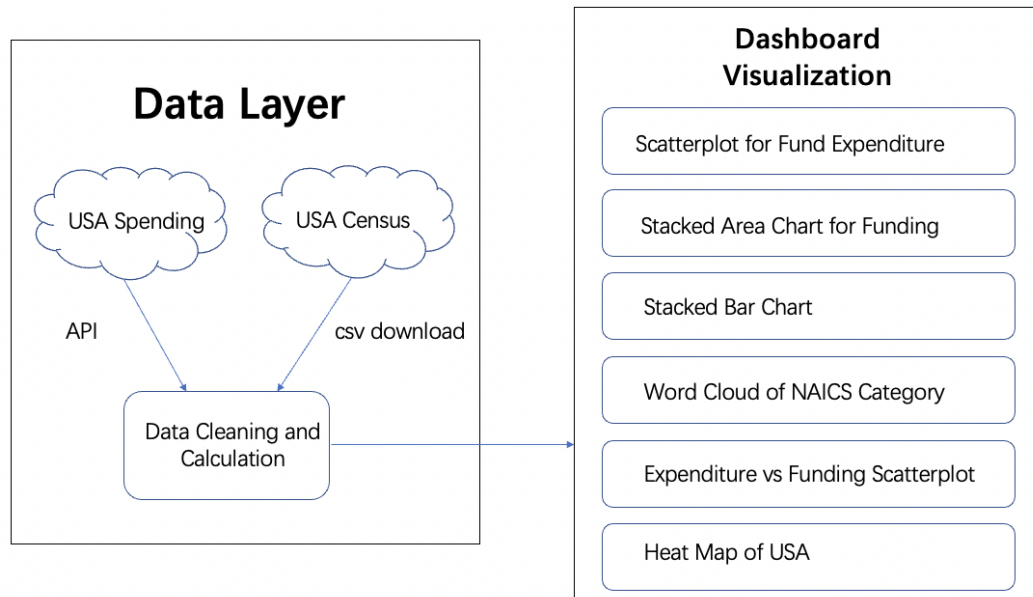 Data Layer
USA Spending
USA Census
API
csv download
Data Cleaning and
Calculation
Dashboard
Visualization
Scatterplot for Fund Expenditure
Stacked Area Chart for Funding
Stacked Bar Chart
Word Cloud of NAICS Category
Expenditure vs Funding Scatterplot
Heat Map of USA